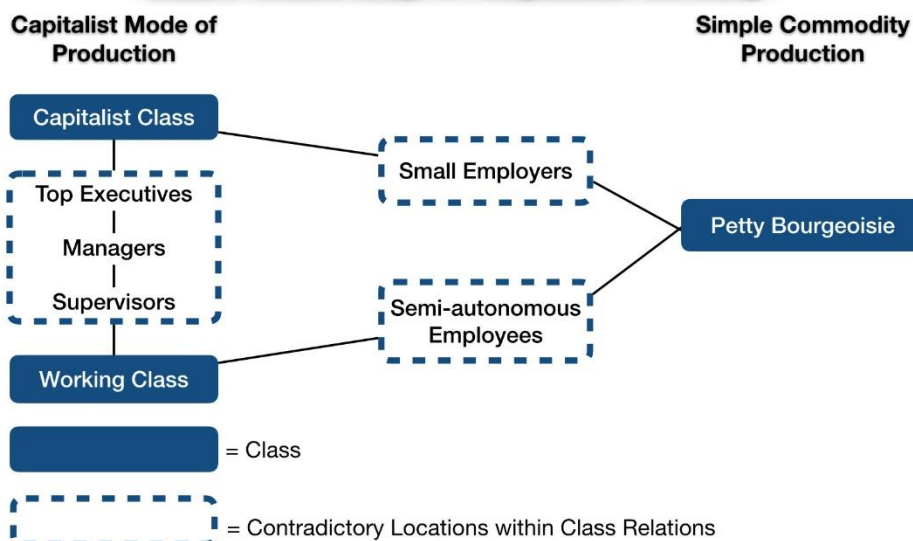 Capitalist Mode of
Production
Simple Commodity
Production
Capitalist Class
Top Executives
Managers
Supervisors
Working Class
Small Employers
Semi-autonomous
Employees
Petty Bourgeoisie
= Class
= Contradictory Locations within Class Relations